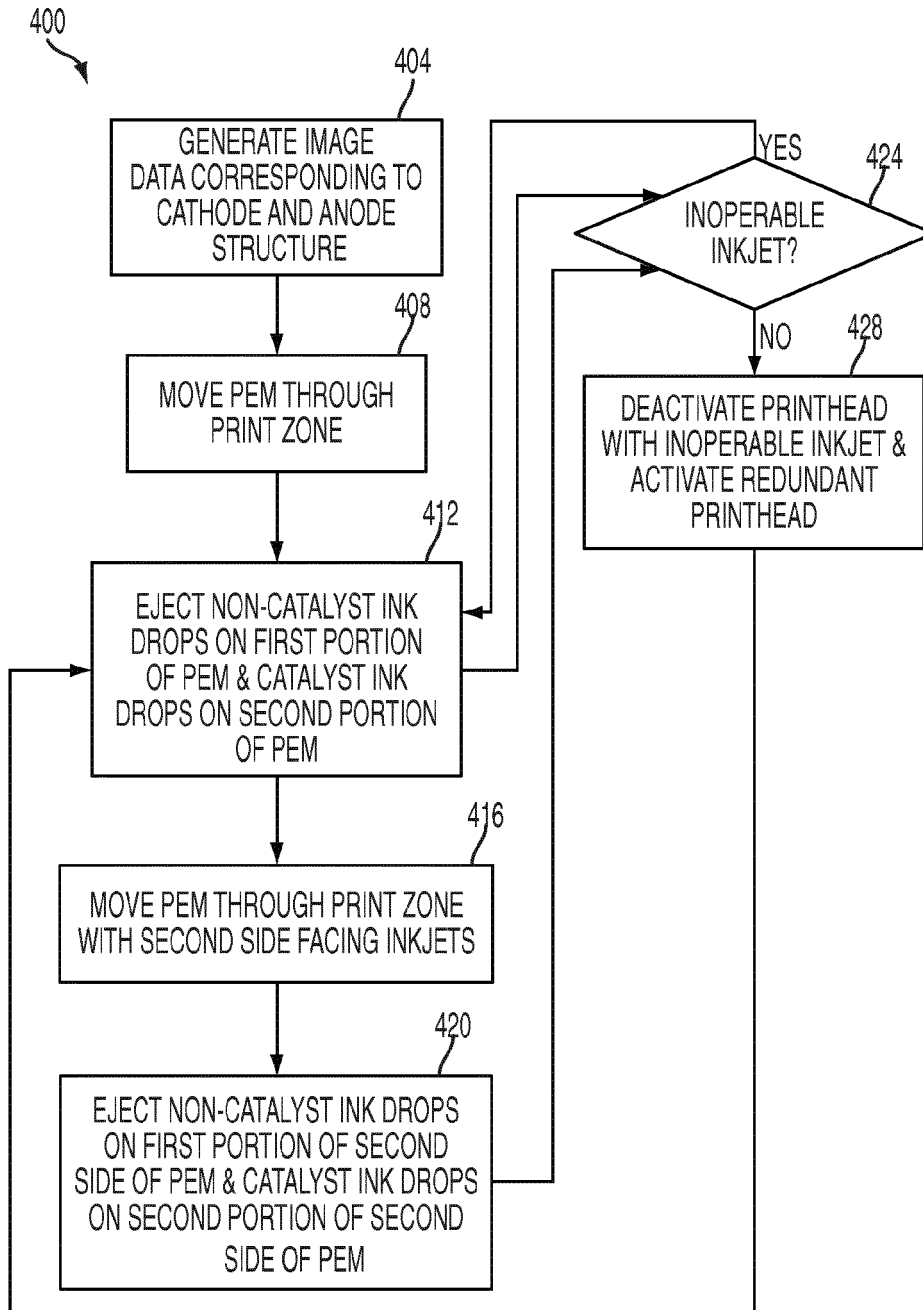 400
404
GENERATE IMAGE
DATA CORRESPONDING TO
CATHODE AND ANODE
STRUCTURE
408
MOVE PEM THROUGH
PRINT ZONE
412
EJECT NON-CATALYST INK
DROPS ON FIRST PORTION
OF PEM & CATALYST INK
DROPS ON SECOND PORTION
OF PEM
416
MOVE PEM THROUGH PRINT ZONE
WITH SECOND SIDE FACING INKJETS
420
EJECT NON-CATALYST INK DROPS
ON FIRST PORTION OF SECOND
SIDE OF PEM & CATALYST INK DROPS
ON SECOND PORTION OF SECOND
SIDE OF PEM
YES
424
INOPERABLE
INKJET?
NO
428
DEACTIVATE PRINTHEAD
WITH INOPERABLE INKJET &
ACTIVATE REDUNDANT
PRINTHEAD